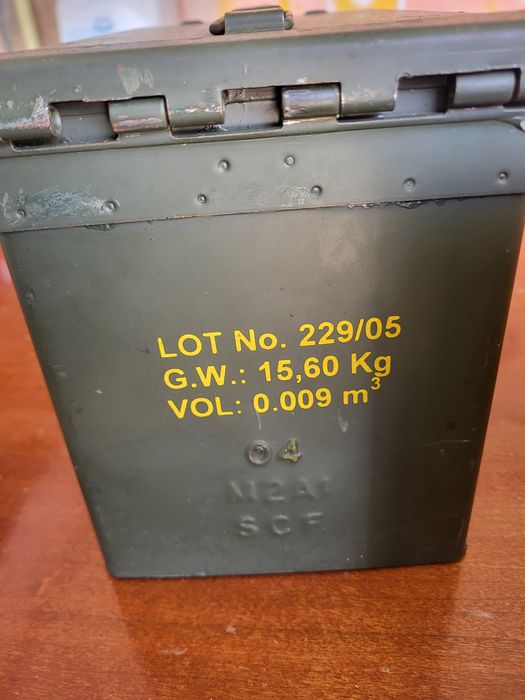 LOT No. 229/05
G.W.: 15,60 Kg
VOL: 0.009 m³
04
M2A1
SCF